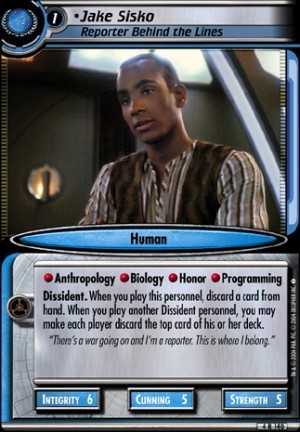 1
•Jake Sisko
Reporter Behind the Lines
Human
Anthropology Biology Honor Programming
Dissident. When you play this personnel, discard a card from
hand. When you play another Dissident personnel, you may
make each player discard the top card of his or her deck.
"There's a war going on and I'm a reporter. This is where I belong."
INTEGRITY 6 CUNNING 5 STRENGTH 5
4 R 160